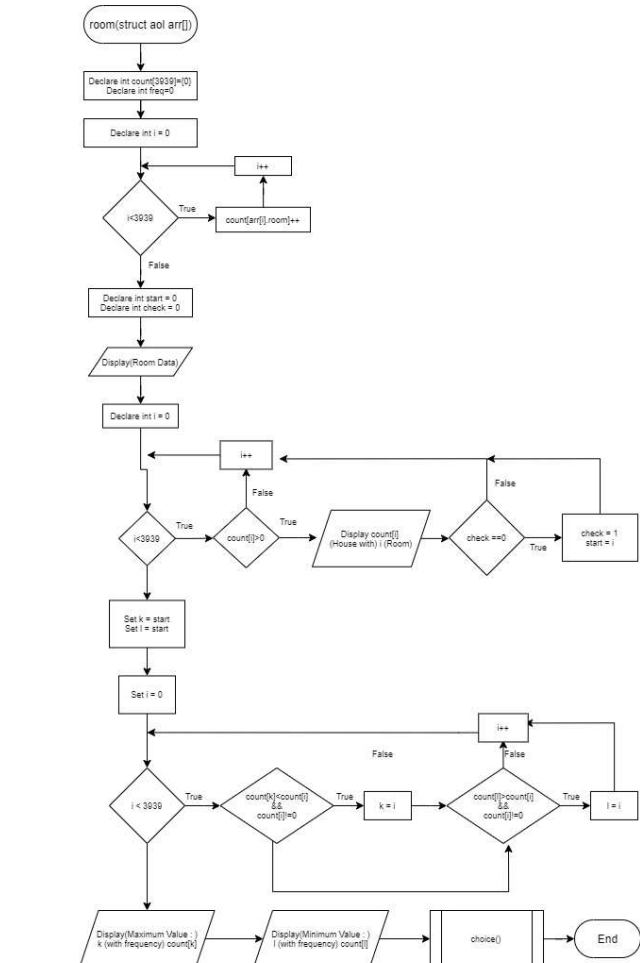 room(struct aol arr[])
Declare int count[3939]={0}
Declare int freq=0
Declare int i = 0
i++
i<3939
True
count[arr[i].room]++
False
Declare int start = 0
Declare int check = 0
Display(Room Data)
Declare int i = 0
i++
False
False
i<3939
True
count[i]>0
True
Display count[i]
(House with) i (Room)
check ==0
True
check = 1
start = i
Set k = start
Set l = start
Set i = 0
i++
False
False
i < 3939
True
count[k]<count[i]
&&
count[i]!=0
True
k = i
count[l]>count[i]
&&
count[i]!=0
True
l = i
Display(Maximum Value : )
k (with frequency) count[k]
Display(Minimum Value : )
l (with frequency) count[l]
choice()
End